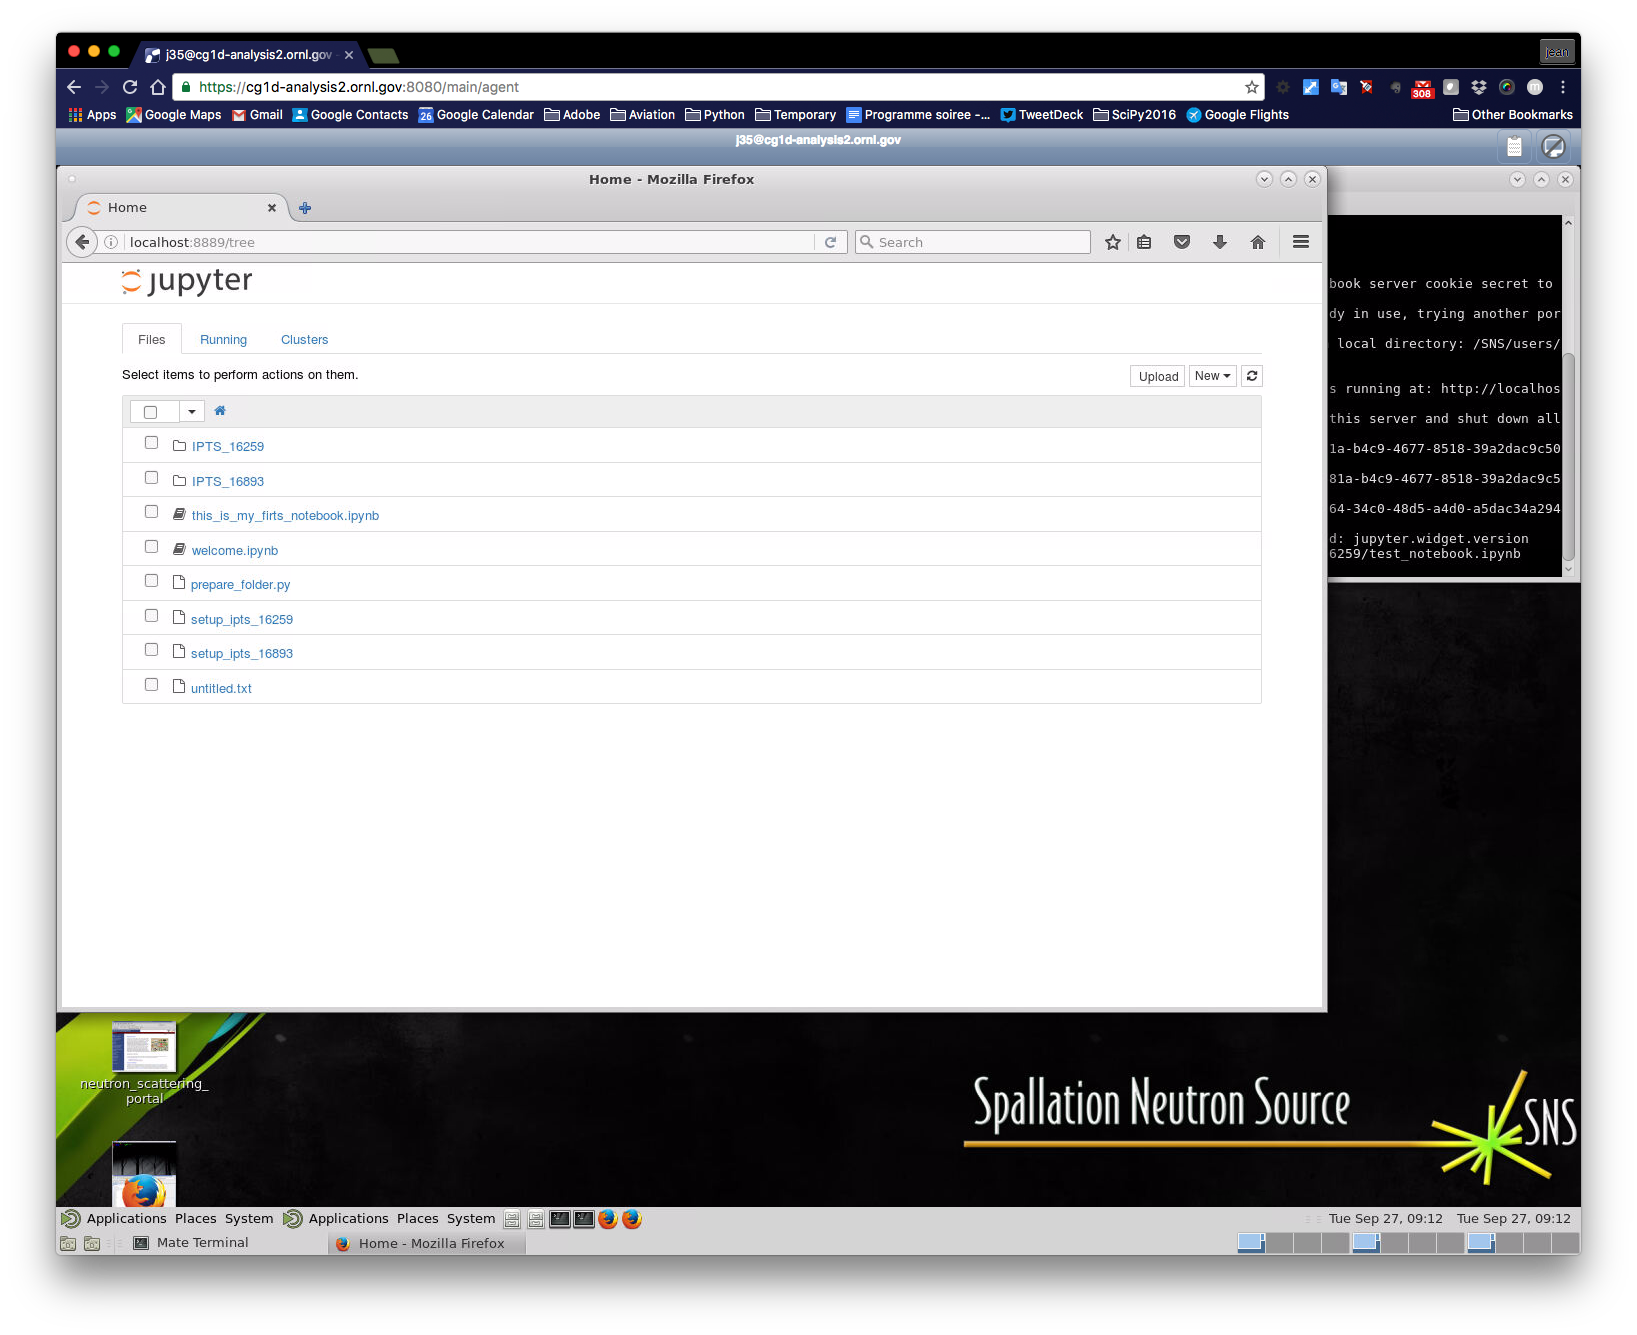 j35@cg1d-analysis2.ornl.gov
jean
https://cg1d-analysis2.ornl.gov:8080/main/agent
308
Apps Google Maps Gmail Google Contacts 26 Google Calendar Adobe Aviation Python Temporary Programme soiree -... TweetDeck SciPy2016 Google Flights Other Bookmarks
j35@cg1d-analysis2.ornl.gov
Home - Mozilla Firefox
Home
localhost:8889/tree
Search
jupyter
Files Running Clusters
Select items to perform actions on them.
Upload New
IPTS_16259
IPTS_16893
this_is_my_firts_notebook.ipynb
welcome.ipynb
prepare_folder.py
setup_ipts_16259
setup_ipts_16893
untitled.txt
book server cookie secret to
dy in use, trying another por
local directory: /SNS/users/
s running at: http://localhos
this server and shut down all
1a-b4c9-4677-8518-39a2dac9c50
81a-b4c9-4677-8518-39a2dac9c5
64-34c0-48d5-a4d0-a5dac34a294
d: jupyter.widget.version
6259/test_notebook.ipynb
neutron_scattering_
portal
Spallation Neutron Source
SNS
Applications Places System Applications Places System Tue Sep 27, 09:12 Tue Sep 27, 09:12
Mate Terminal Home - Mozilla Firefox